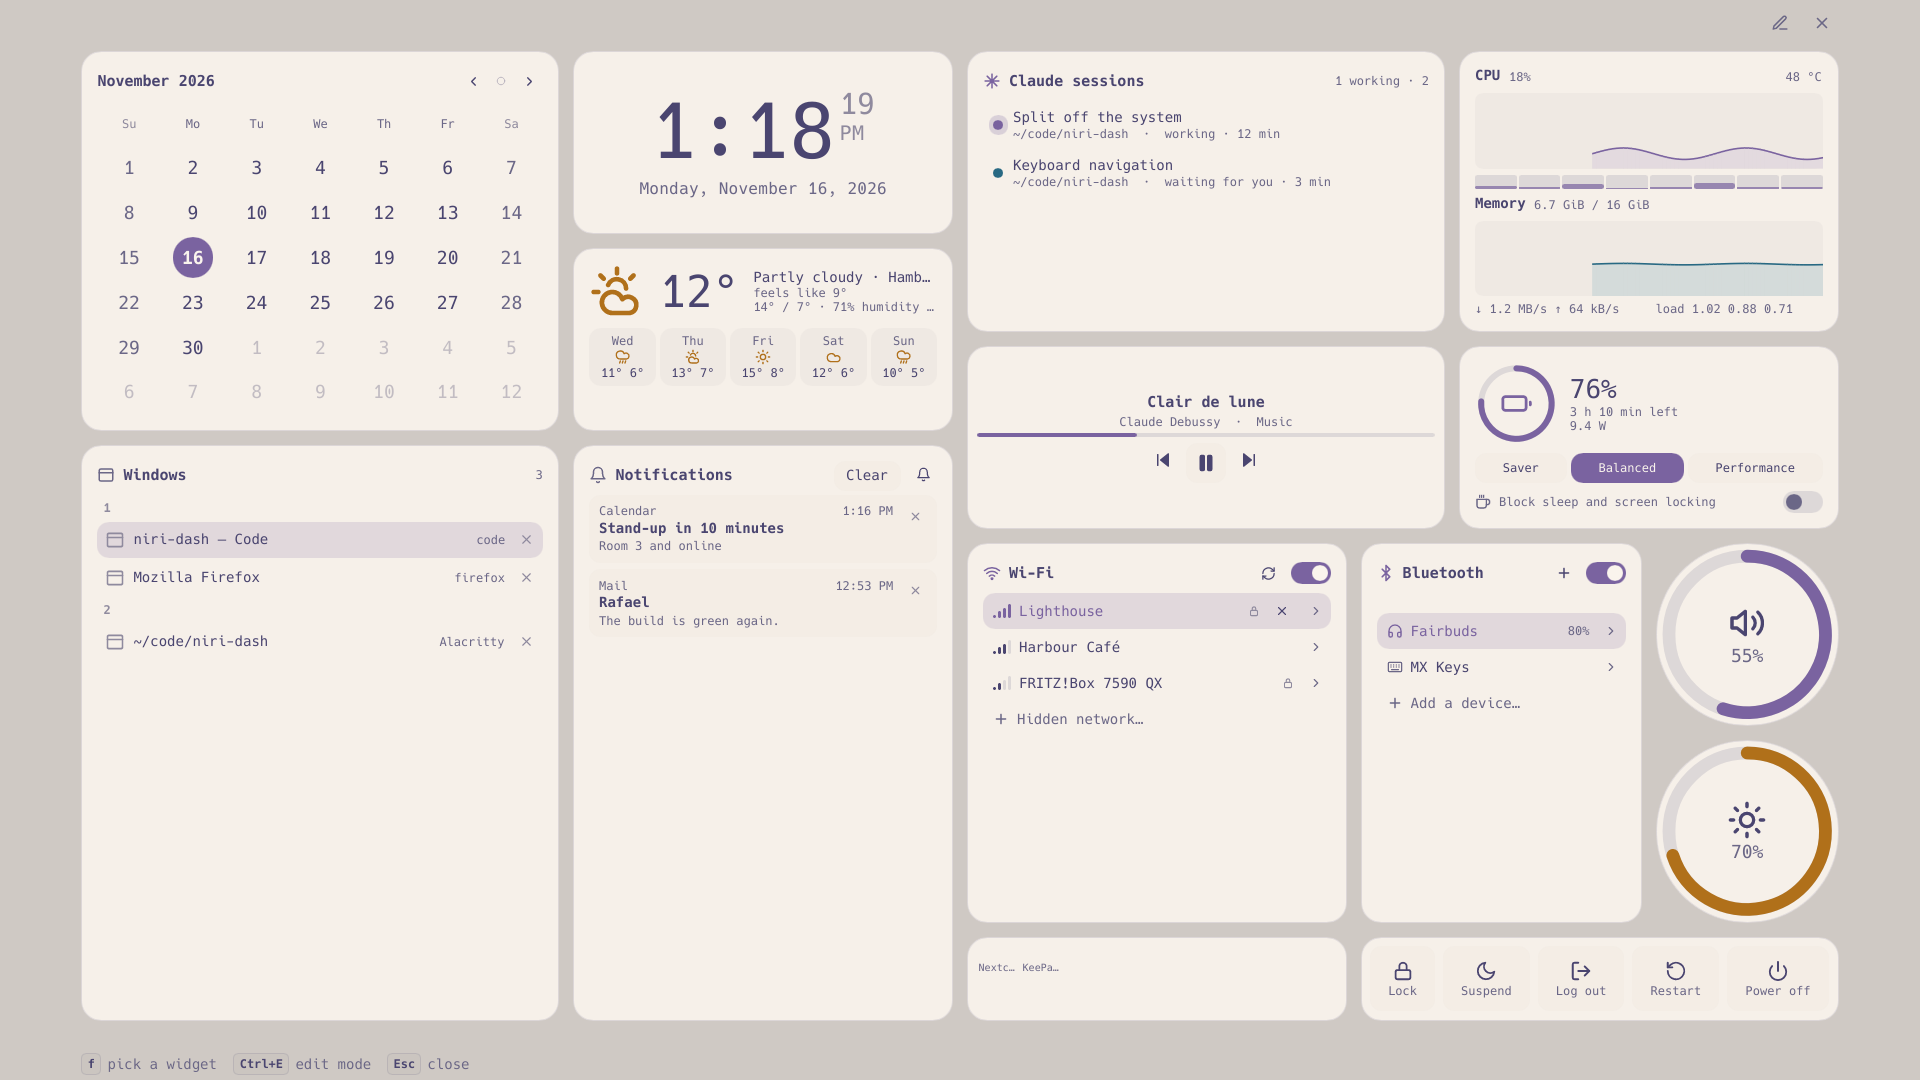 November 2026
Su Mo Tu We Th Fr Sa
1 2 3 4 5 6 7
8 9 10 11 12 13 14
15 16 17 18 19 20 21
22 23 24 25 26 27 28
29 30 1 2 3 4 5
6 7 8 9 10 11 12
1:18 19 PM
Monday, November 16, 2026
12°
Partly cloudy · Hamb…
feels like 9°
14° / 7° · 71% humidity …
Wed Thu Fri Sat Sun
11° 6° 13° 7° 15° 8° 12° 6° 10° 5°
Claude sessions 1 working · 2
Split off the system
~/code/niri-dash · working · 12 min
Keyboard navigation
~/code/niri-dash · waiting for you · 3 min
CPU 18% 48 °C
Memory 6.7 GiB / 16 GiB
↓ 1.2 MB/s ↑ 64 kB/s load 1.02 0.88 0.71
Clair de lune
Claude Debussy · Music
76%
3 h 10 min left
9.4 W
Saver Balanced Performance
Block sleep and screen locking
Windows 3
1
niri-dash — Code code
Mozilla Firefox firefox
2
~/code/niri-dash Alacritty
Notifications Clear
Calendar 1:16 PM
Stand-up in 10 minutes
Room 3 and online
Mail 12:53 PM
Rafael
The build is green again.
Wi-Fi
Lighthouse
Harbour Café
FRITZ!Box 7590 QX
Hidden network…
Bluetooth
Fairbuds 80%
MX Keys
Add a device…
55%
70%
Nextc… KeePa…
Lock Suspend Log out Restart Power off
f pick a widget Ctrl+E edit mode Esc close